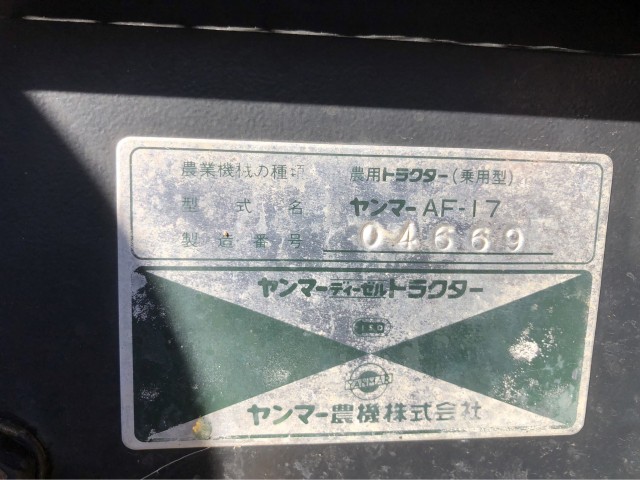 農業機械の種類 農用トラクター(乗用型)
型式名 ヤンマー AF-17
製造番号 04669
ヤンマーディーゼルトラクター
YANMAR
ヤンマー農機株式会社